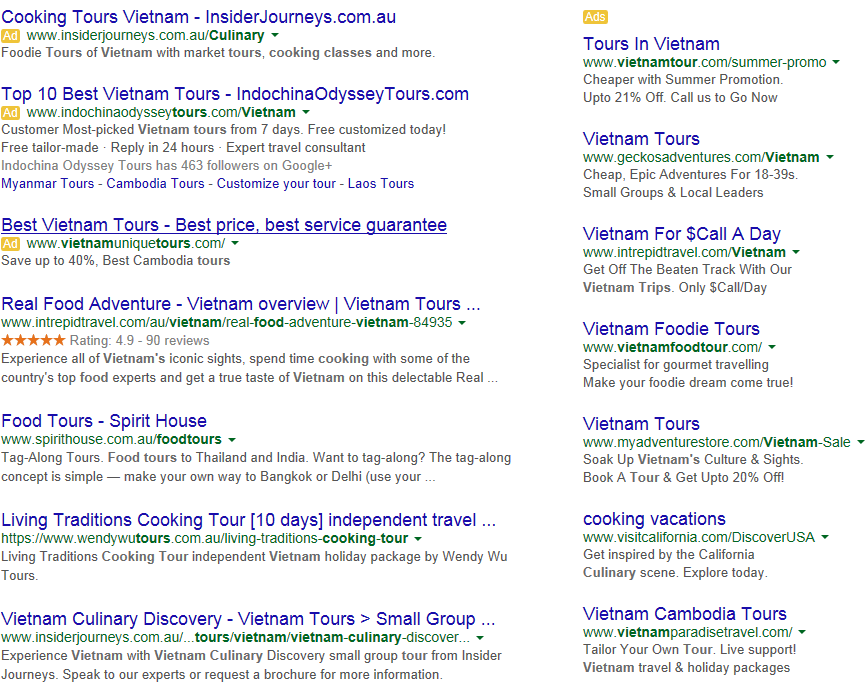 Cooking Tours Vietnam - InsiderJourneys.com.au
Ad www.insiderjourneys.com.au/Culinary
Foodie Tours of Vietnam with market tours, cooking classes and more.
Top 10 Best Vietnam Tours - IndochinaOdysseyTours.com
Ad www.indochinaodysseytours.com/Vietnam
Customer Most-picked Vietnam tours from 7 days. Free customized today!
Free tailor-made · Reply in 24 hours · Expert travel consultant
Indochina Odyssey Tours has 463 followers on Google+
Myanmar Tours - Cambodia Tours - Customize your tour - Laos Tours
Best Vietnam Tours - Best price, best service guarantee
Ad www.vietnamuniquetours.com/
Save up to 40%, Best Cambodia tours
Real Food Adventure - Vietnam overview | Vietnam Tours ...
www.intrepidtravel.com/au/vietnam/real-food-adventure-vietnam-84935
Rating: 4.9 - 90 reviews
Experience all of Vietnam's iconic sights, spend time cooking with some of the
country's top food experts and get a true taste of Vietnam on this delectable Real ...
Food Tours - Spirit House
www.spirithouse.com.au/foodtours
Tag-Along Tours. Food tours to Thailand and India. Want to tag-along? The tag-along
concept is simple — make your own way to Bangkok or Delhi (use your ...
Living Traditions Cooking Tour [10 days] independent travel ...
https://www.wendywutours.com.au/living-traditions-cooking-tour
Living Traditions Cooking Tour independent Vietnam holiday package by Wendy Wu
Tours.
Vietnam Culinary Discovery - Vietnam Tours > Small Group ...
www.insiderjourneys.com.au/...tours/vietnam/vietnam-culinary-discover...
Experience Vietnam with Vietnam Culinary Discovery small group tour from Insider
Journeys. Speak to our experts or request a brochure for more information.
Ads
Tours In Vietnam
www.vietnamtour.com/summer-promo
Cheaper with Summer Promotion.
Upto 21% Off. Call us to Go Now
Vietnam Tours
www.geckosadventures.com/Vietnam
Cheap, Epic Adventures For 18-39s.
Small Groups & Local Leaders
Vietnam For $Call A Day
www.intrepidtravel.com/Vietnam
Get Off The Beaten Track With Our
Vietnam Trips. Only $Call/Day
Vietnam Foodie Tours
www.vietnamfoodtour.com/
Specialist for gourmet travelling
Make your foodie dream come true!
Vietnam Tours
www.myadventurestore.com/Vietnam-Sale
Soak Up Vietnam's Culture & Sights.
Book A Tour & Get Upto 20% Off!
cooking vacations
www.visitcalifornia.com/DiscoverUSA
Get inspired by the California
Culinary scene. Explore today.
Vietnam Cambodia Tours
www.vietnamparadisetravel.com/
Tailor Your Own Tour. Live support!
Vietnam travel & holiday packages